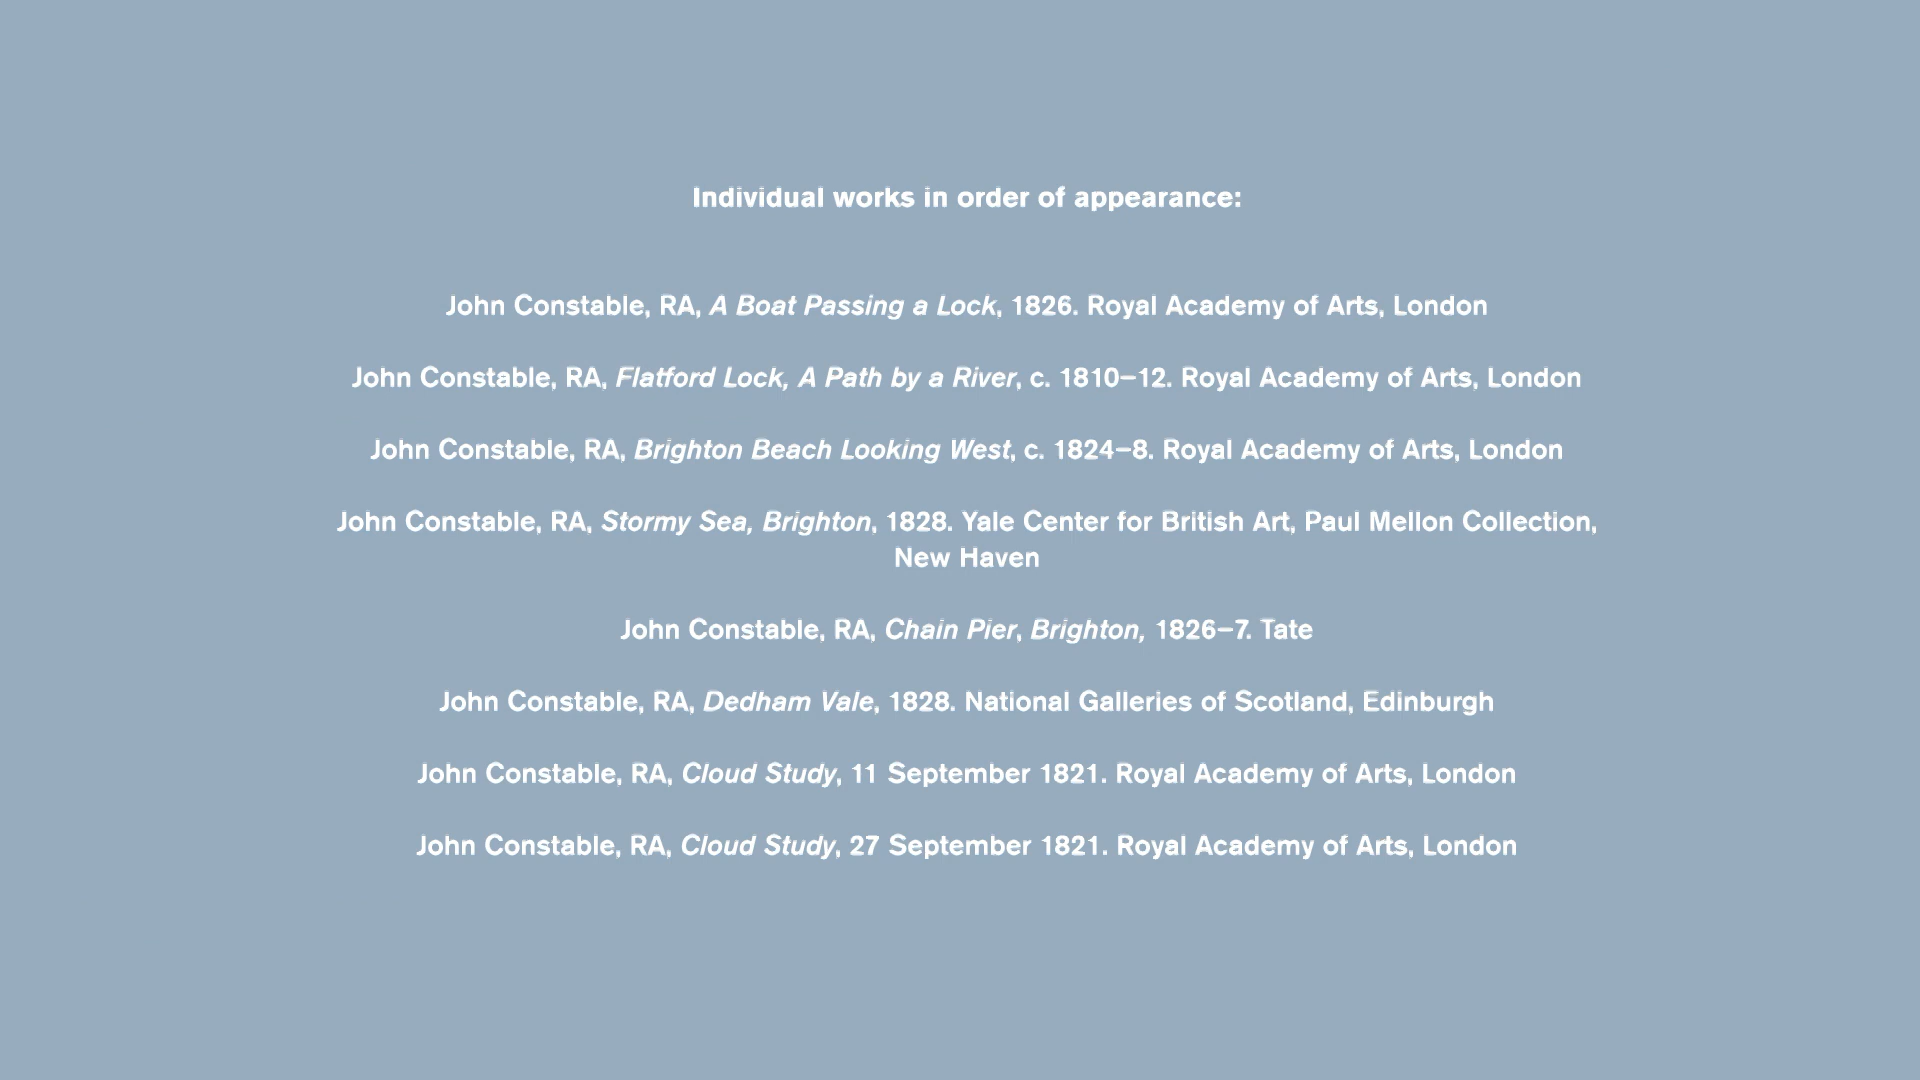 Individual works in order of appearance:
John Constable, RA, A Boat Passing a Lock, 1826. Royal Academy of Arts, London
John Constable, RA, Flatford Lock, A Path by a River, c. 1810–12. Royal Academy of Arts, London
John Constable, RA, Brighton Beach Looking West, c. 1824–8. Royal Academy of Arts, London
John Constable, RA, Stormy Sea, Brighton, 1828. Yale Center for British Art, Paul Mellon Collection,
New Haven
John Constable, RA, Chain Pier, Brighton, 1826–7. Tate
John Constable, RA, Dedham Vale, 1828. National Galleries of Scotland, Edinburgh
John Constable, RA, Cloud Study, 11 September 1821. Royal Academy of Arts, London
John Constable, RA, Cloud Study, 27 September 1821. Royal Academy of Arts, London